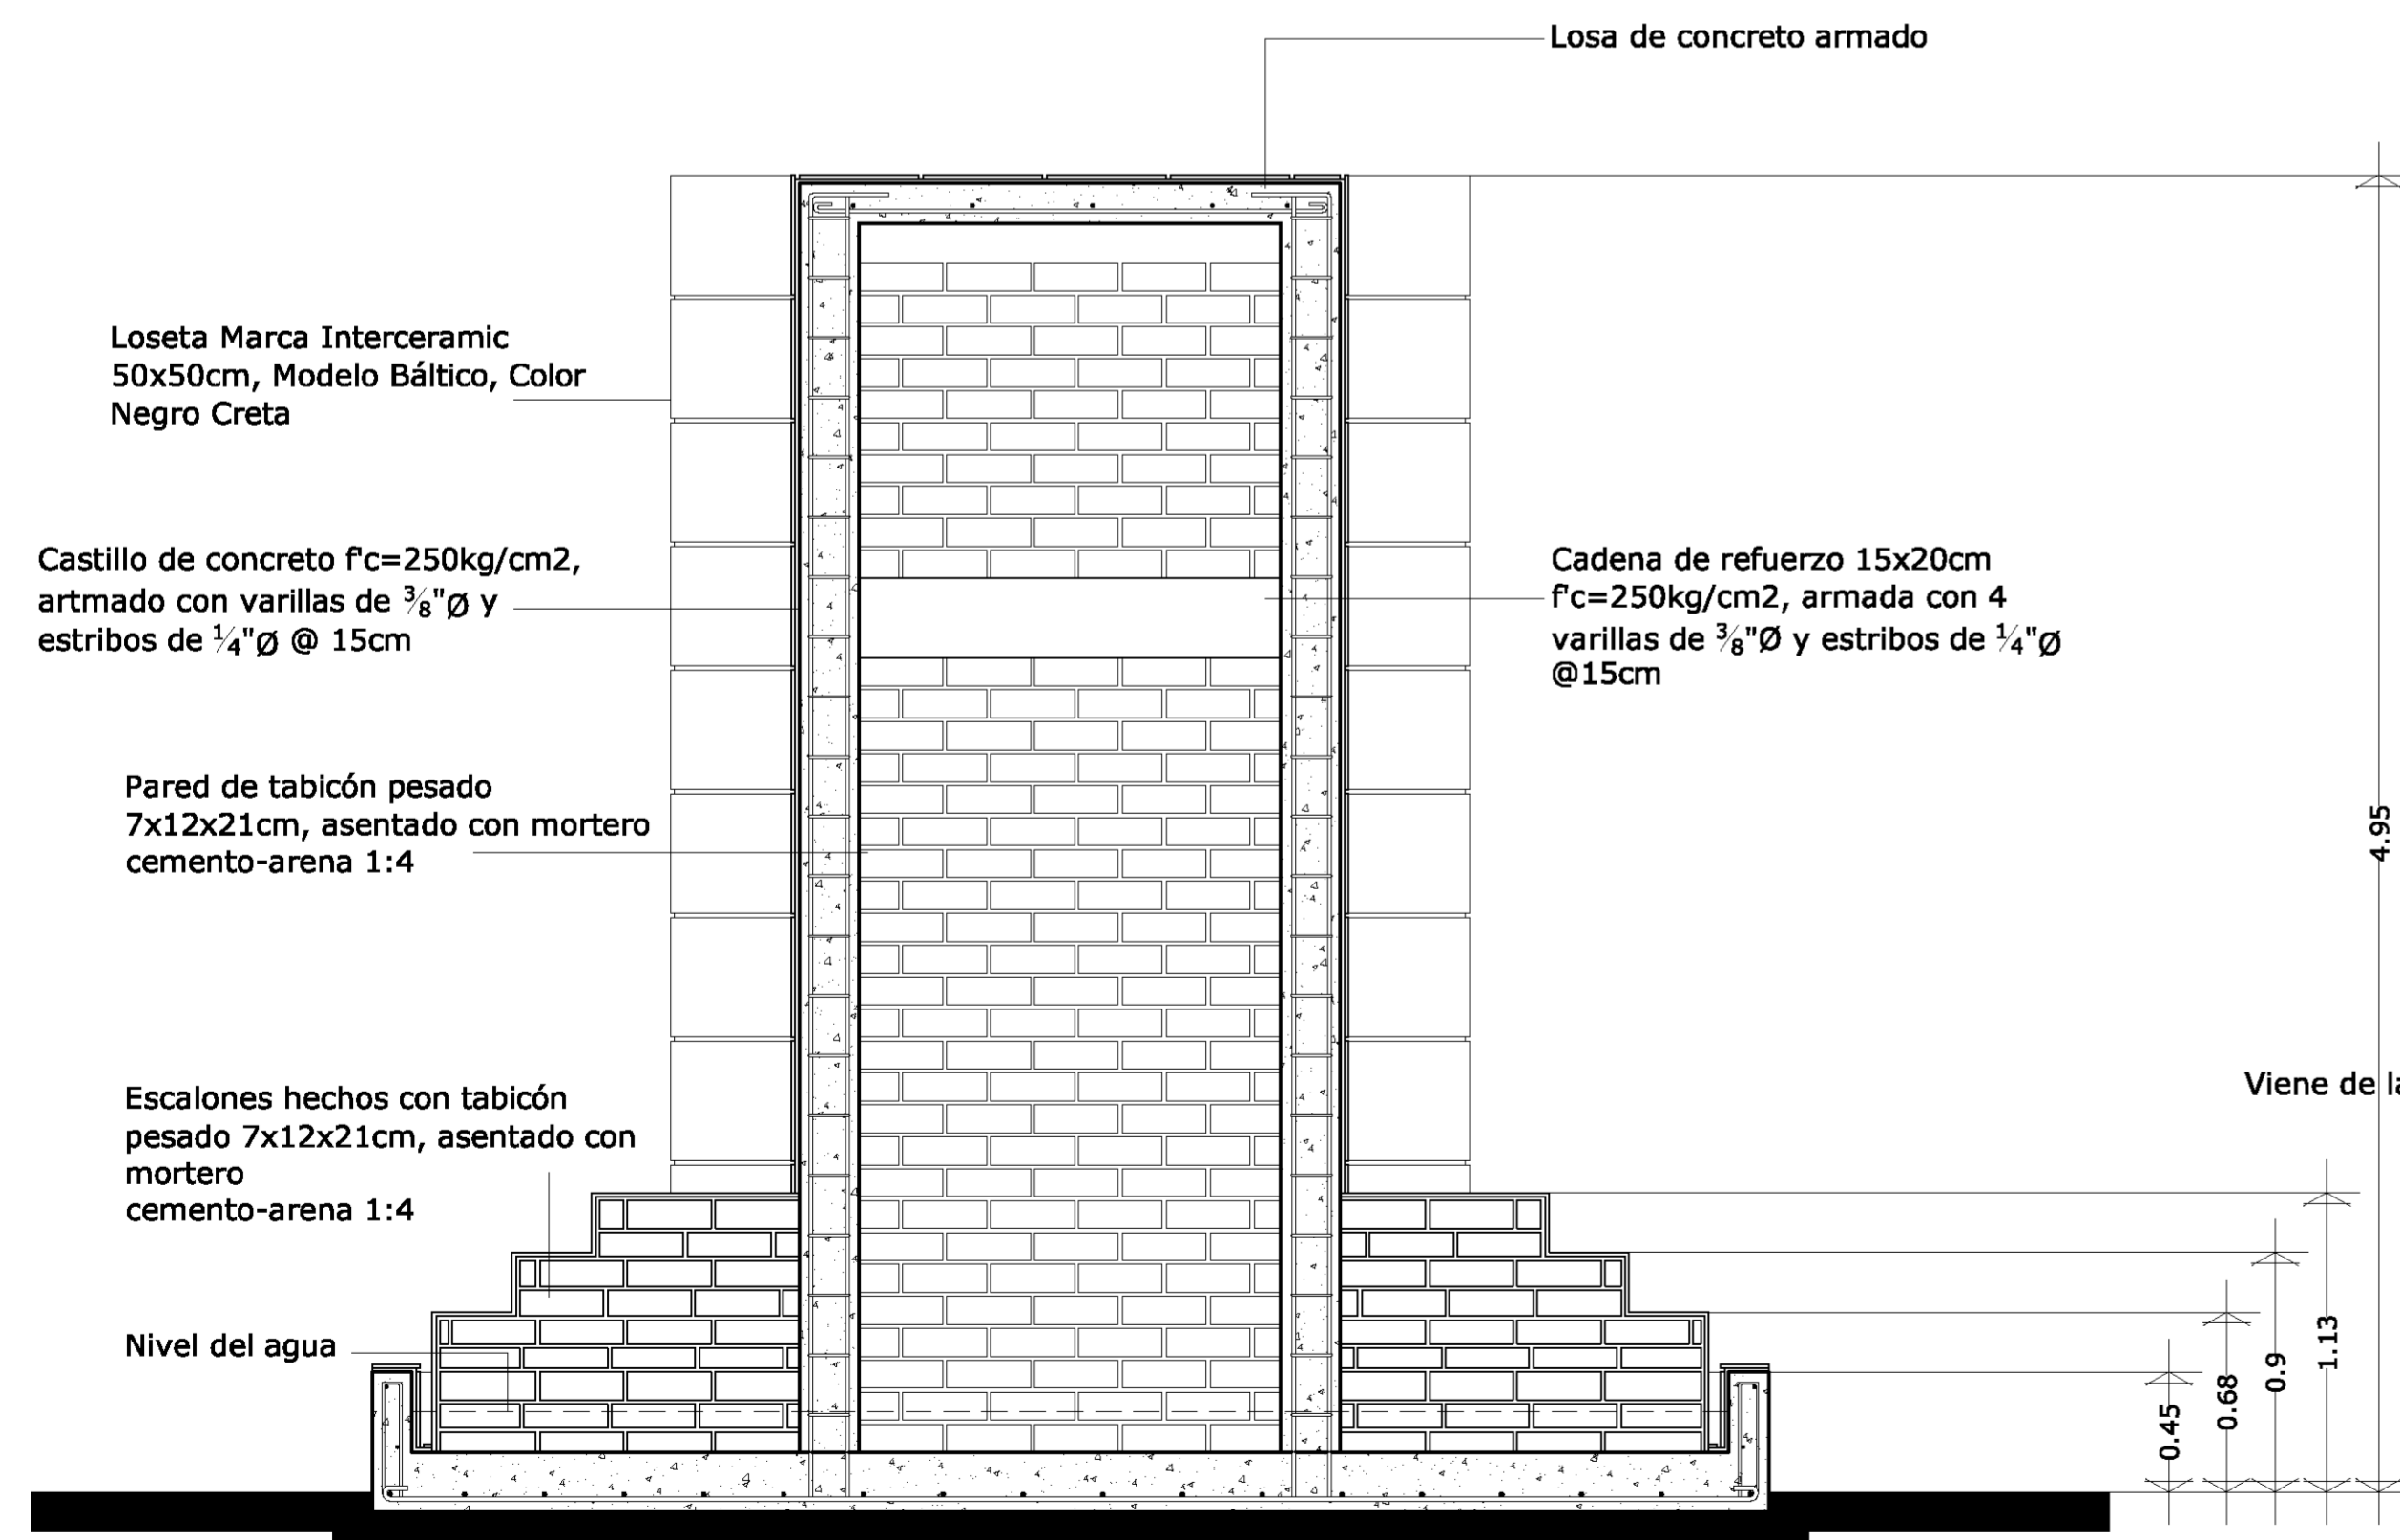 Losa de concreto armado
Loseta Marca Interceramic
50x50cm, Modelo Báltico, Color
Negro Creta
Castillo de concreto f'c=250kg/cm2,
artmado con varillas de ⅜"Ø y
estribos de ¼"Ø @ 15cm
Cadena de refuerzo 15x20cm
f'c=250kg/cm2, armada con 4
varillas de ⅜"Ø y estribos de ¼"Ø
@15cm
Pared de tabicón pesado
7x12x21cm, asentado con mortero
cemento-arena 1:4
4.95
Escalones hechos con tabicón
pesado 7x12x21cm, asentado con
mortero
cemento-arena 1:4
Viene de la
Nivel del agua
0.45
0.68
0.9
1.13